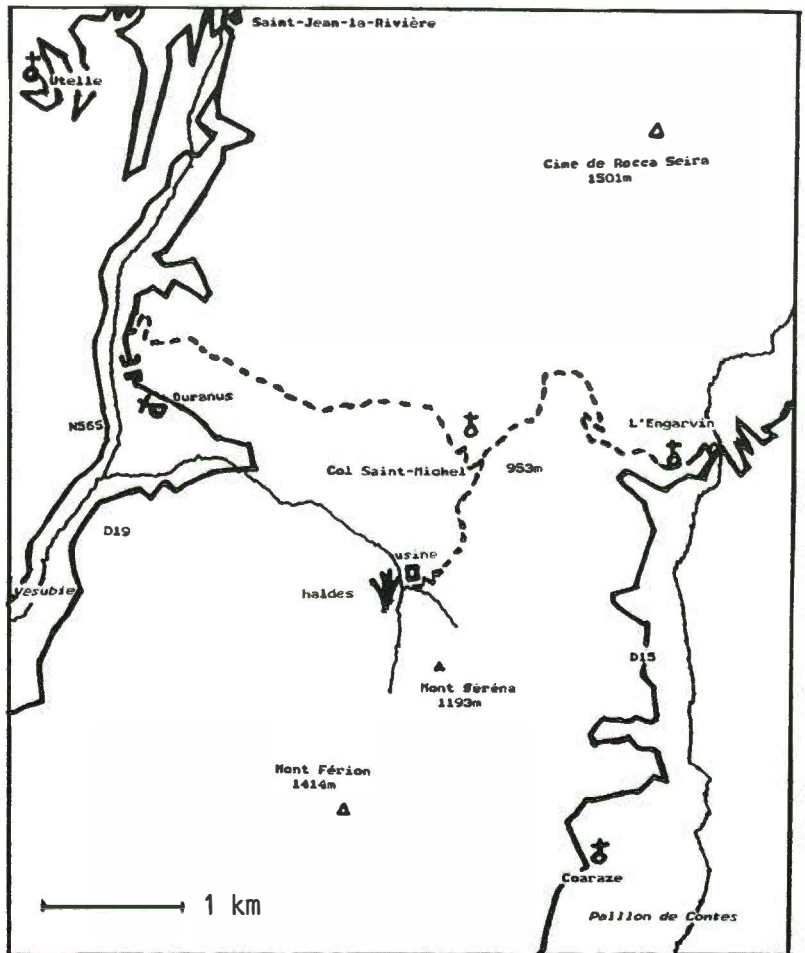 Saint-Jean-la-Rivière
Utelle
Cime de Rocca Seira
1501m
Duranus
N565
L'Engarvin
Col Saint-Michel
953m
D19
usine
Vésubie
haldes
D15
Mont Séréna
1193m
Mont Férion
1414m
Coaraze
1 km
Paillon de Contes